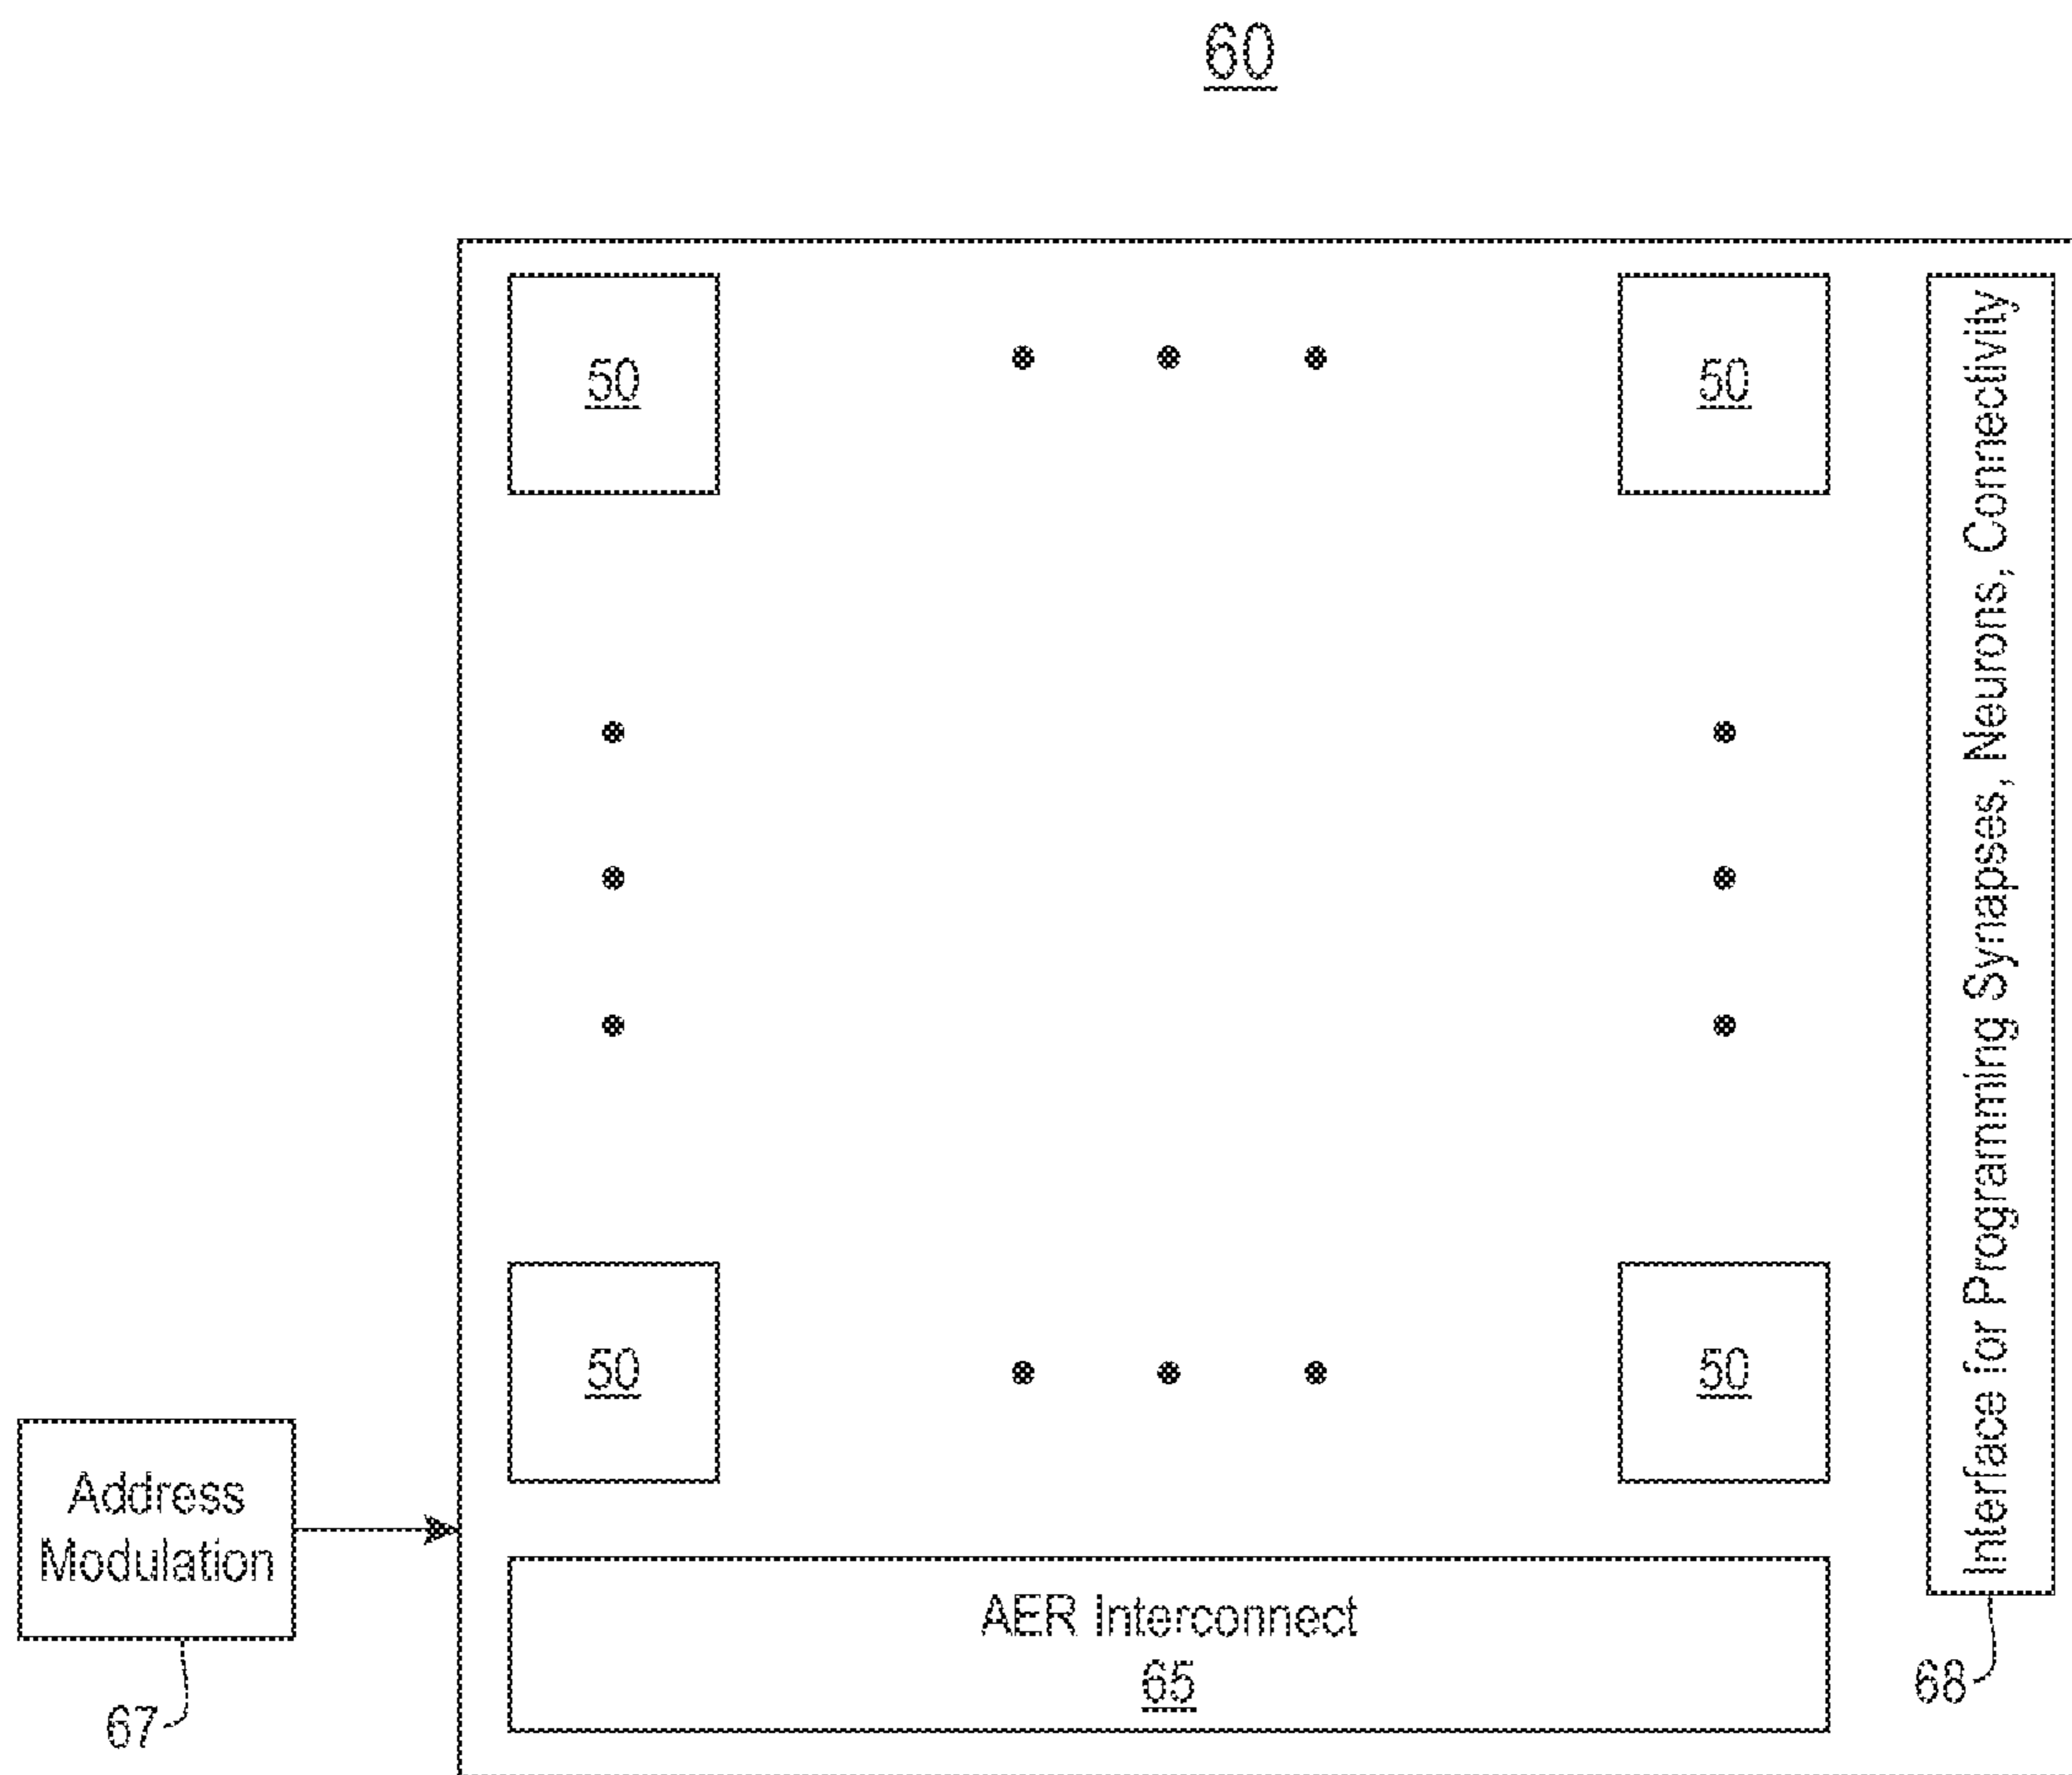 60
50
50
Interface for Programming Synapses, Neurons, Connectivity
50
50
Address
Modulation
AER Interconnect
65
67
68